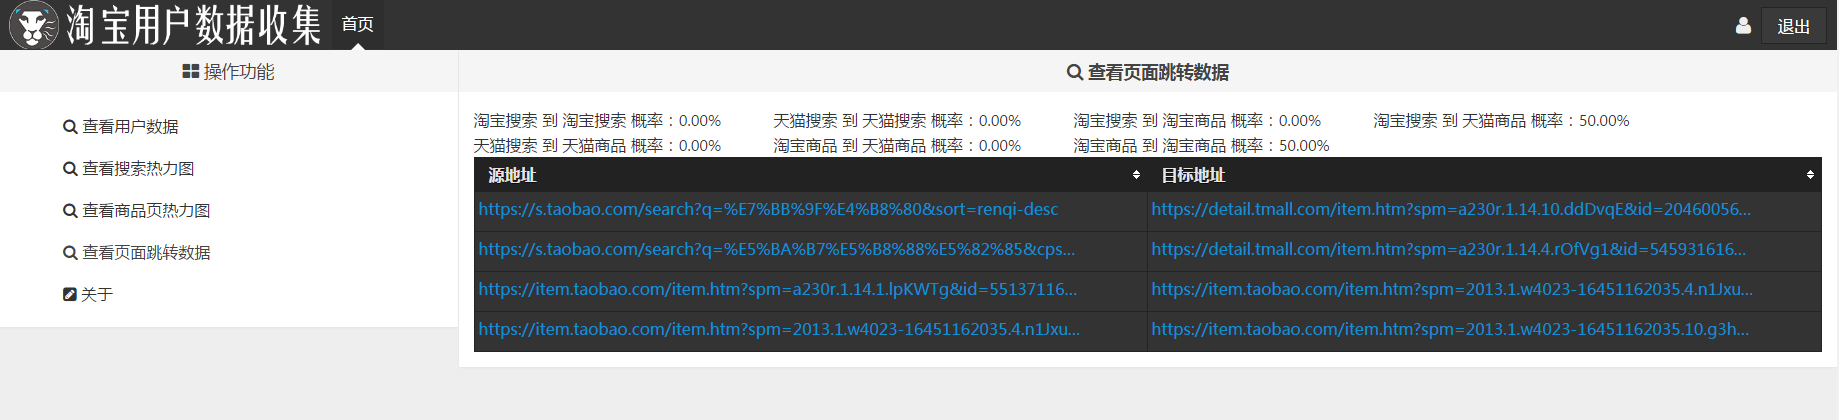 淘宝用户数据收集 首页 退出
操作功能
查看用户数据
查看搜索热力图
查看商品页热力图
查看页面跳转数据
关于
查看页面跳转数据
淘宝搜索 到 淘宝搜索 概率：0.00% 天猫搜索 到 天猫搜索 概率：0.00% 淘宝搜索 到 淘宝商品 概率：0.00% 淘宝搜索 到 天猫商品 概率：50.00%
天猫搜索 到 天猫商品 概率：0.00% 淘宝商品 到 天猫商品 概率：0.00% 淘宝商品 到 淘宝商品 概率：50.00%
源地址 目标地址
https://s.taobao.com/search?q=%E7%BB%9F%E4%B8%80&sort=renqi-desc https://detail.tmall.com/item.htm?spm=a230r.1.14.10.ddDvqE&id=20460056...
https://s.taobao.com/search?q=%E5%BA%B7%E5%B8%88%E5%82%85&cps... https://detail.tmall.com/item.htm?spm=a230r.1.14.4.rOfVg1&id=545931616...
https://item.taobao.com/item.htm?spm=a230r.1.14.1.lpKWTg&id=55137116... https://item.taobao.com/item.htm?spm=2013.1.w4023-16451162035.4.n1Jxu...
https://item.taobao.com/item.htm?spm=2013.1.w4023-16451162035.4.n1Jxu... https://item.taobao.com/item.htm?spm=2013.1.w4023-16451162035.10.g3h...